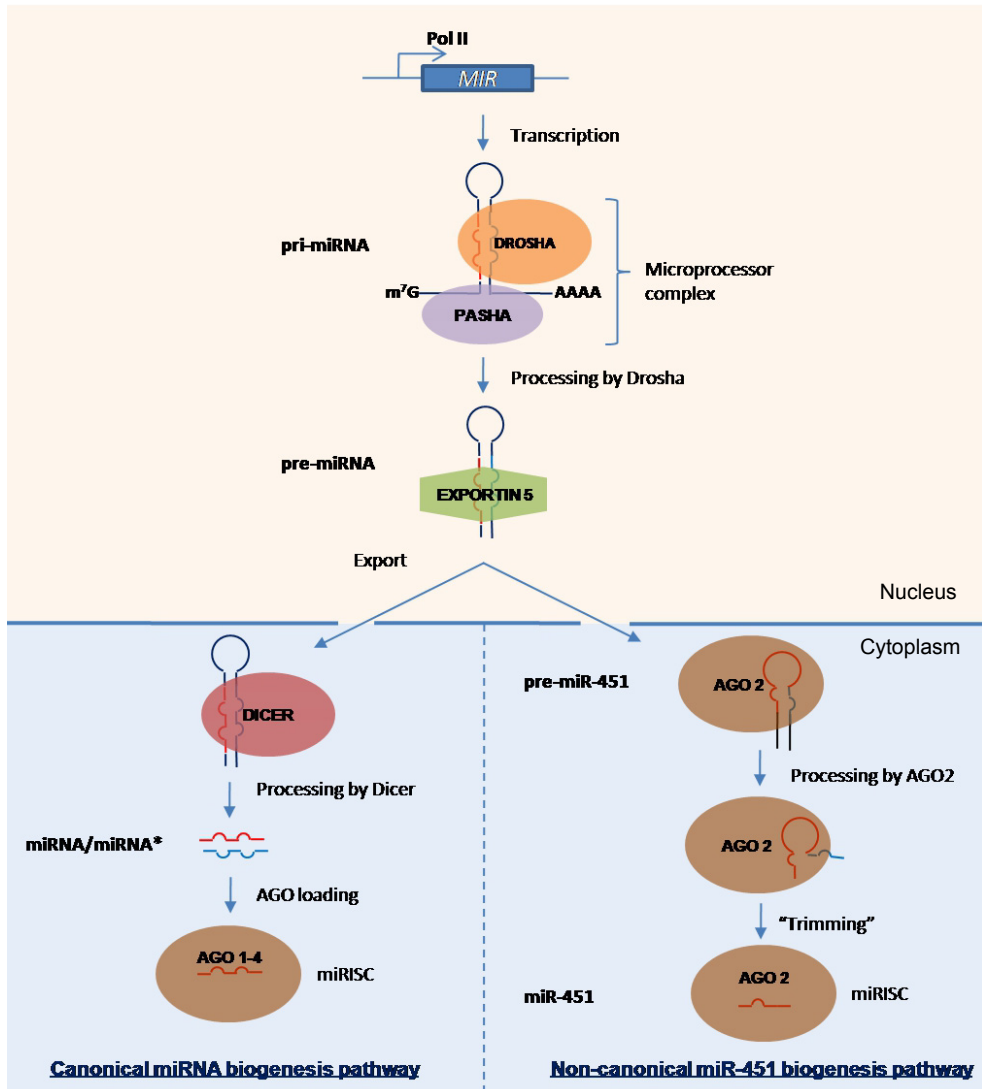 Pol II
MIR
Transcription
pri-miRNA
DROSHA
m⁷G
AAAA
PASHA
Microprocessor
complex
Processing by Drosha
pre-miRNA
EXPORTIN 5
Export
Nucleus
Cytoplasm
DICER
Processing by Dicer
miRNA/miRNA*
AGO loading
AGO 1-4
miRISC
Canonical miRNA biogenesis pathway
pre-miR-451
AGO 2
Processing by AGO2
AGO 2
“Trimming”
AGO 2
miR-451
miRISC
Non-canonical miR-451 biogenesis pathway